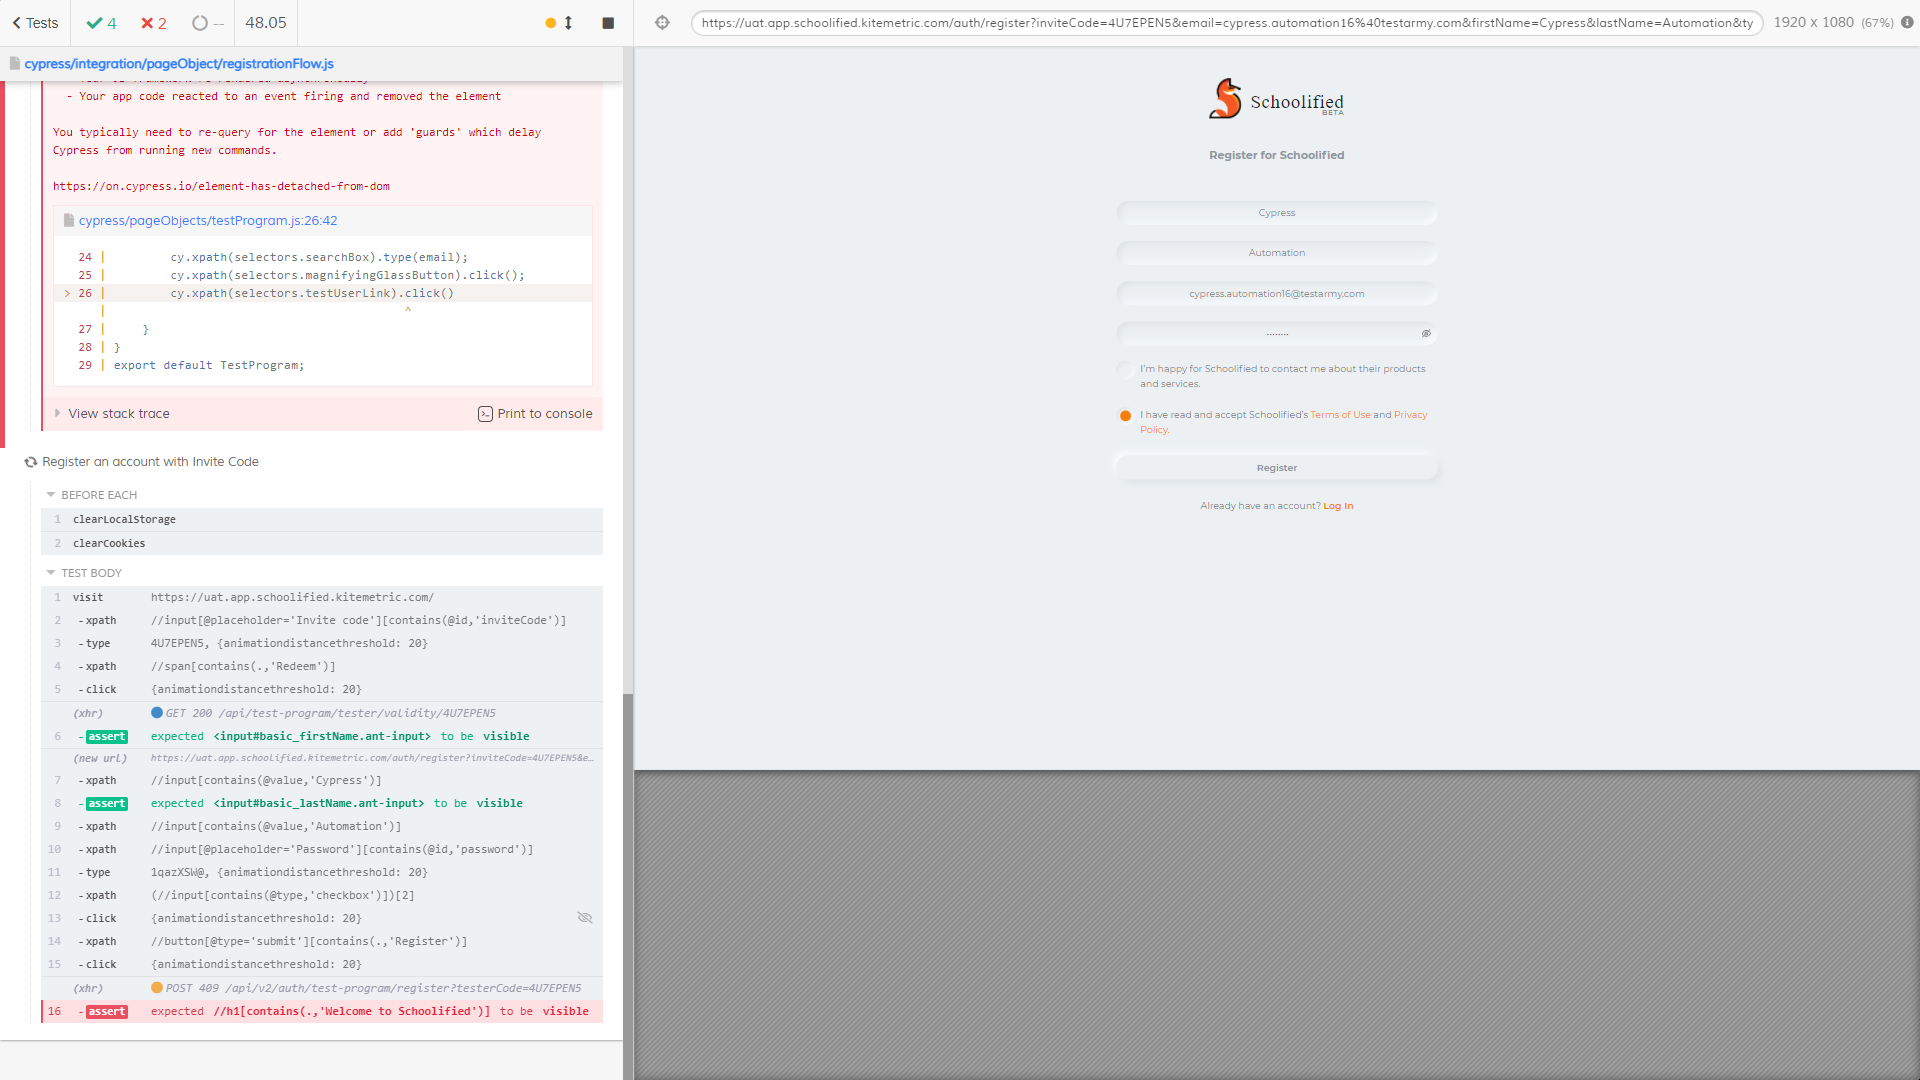 Tests
4
2
--
48.05
https://uat.app.schoolified.kitemetric.com/auth/register?inviteCode=4U7EPEN5&email=cypress.automation16%40testarmy.com&firstName=Cypress&lastName=Automation&ty
1920 x 1080 (67%)
cypress/integration/pageObject/registrationFlow.js
- Your app code reacted to an event firing and removed the element
You typically need to re-query for the element or add 'guards' which delay
Cypress from running new commands.
https://on.cypress.io/element-has-detached-from-dom
cypress/pageObjects/testProgram.js:26:42
24 | cy.xpath(selectors.searchBox).type(email);
25 | cy.xpath(selectors.magnifyingGlassButton).click();
> 26 | cy.xpath(selectors.testUserLink).click()
| ^
27 | }
28 | }
29 | export default TestProgram;
View stack trace
Print to console
Register an account with Invite Code
BEFORE EACH
1 clearLocalStorage
2 clearCookies
TEST BODY
1 visit https://uat.app.schoolified.kitemetric.com/
2 -xpath //input[@placeholder='Invite code'][contains(@id,'inviteCode')]
3 -type 4U7EPEN5, {animationdistancethreshold: 20}
4 -xpath //span[contains(.,'Redeem')]
5 -click {animationdistancethreshold: 20}
(xhr) GET 200 /api/test-program/tester/validity/4U7EPEN5
6 -assert expected <input#basic_firstName.ant-input> to be visible
(new url) https://uat.app.schoolified.kitemetric.com/auth/register?inviteCode=4U7EPEN5&e...
7 -xpath //input[contains(@value,'Cypress')]
8 -assert expected <input#basic_lastName.ant-input> to be visible
9 -xpath //input[contains(@value,'Automation')]
10 -xpath //input[@placeholder='Password'][contains(@id,'password')]
11 -type 1qazXSW@, {animationdistancethreshold: 20}
12 -xpath (//input[contains(@type,'checkbox')])[2]
13 -click {animationdistancethreshold: 20}
14 -xpath //button[@type='submit'][contains(.,'Register')]
15 -click {animationdistancethreshold: 20}
(xhr) POST 409 /api/v2/auth/test-program/register?testerCode=4U7EPEN5
16 -assert expected //h1[contains(.,'Welcome to Schoolified')] to be visible
Schoolified
BETA
Register for Schoolified
Cypress
Automation
cypress.automation16@testarmy.com
········
I'm happy for Schoolified to contact me about their products
and services.
I have read and accept Schoolified's Terms of Use and Privacy
Policy.
Register
Already have an account? Log In